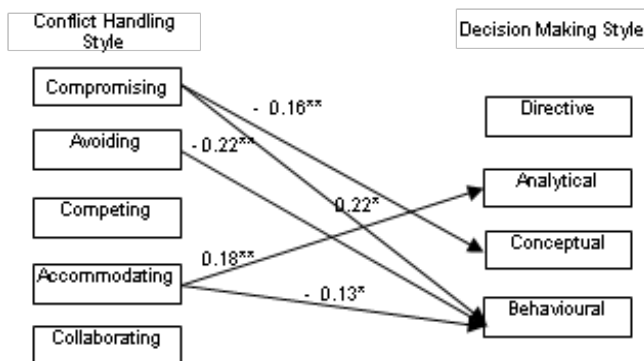 Conflict Handling
Style
Decision Making Style
Compromising
- 0.16**
Directive
Avoiding
- 0.22**
Analytical
Competing
0.22*
Conceptual
0.18**
Accommodating
- 0.13*
Behavioural
Collaborating